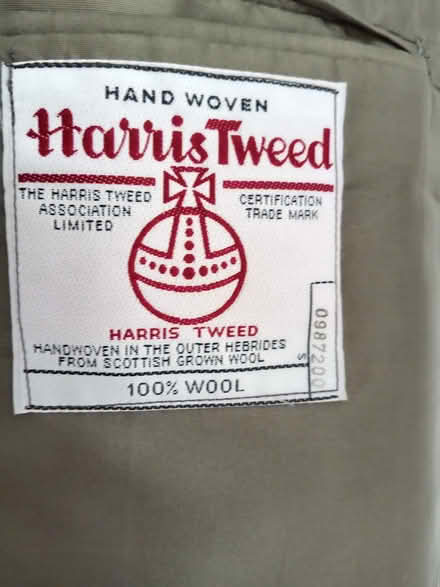 HAND WOVEN
Harris Tweed
THE HARRIS TWEED
ASSOCIATION
LIMITED
CERTIFICATION
TRADE MARK
HARRIS TWEED
HANDWOVEN IN THE OUTER HEBRIDES
FROM SCOTTISH GROWN WOOL
100% WOOL
S
0987200